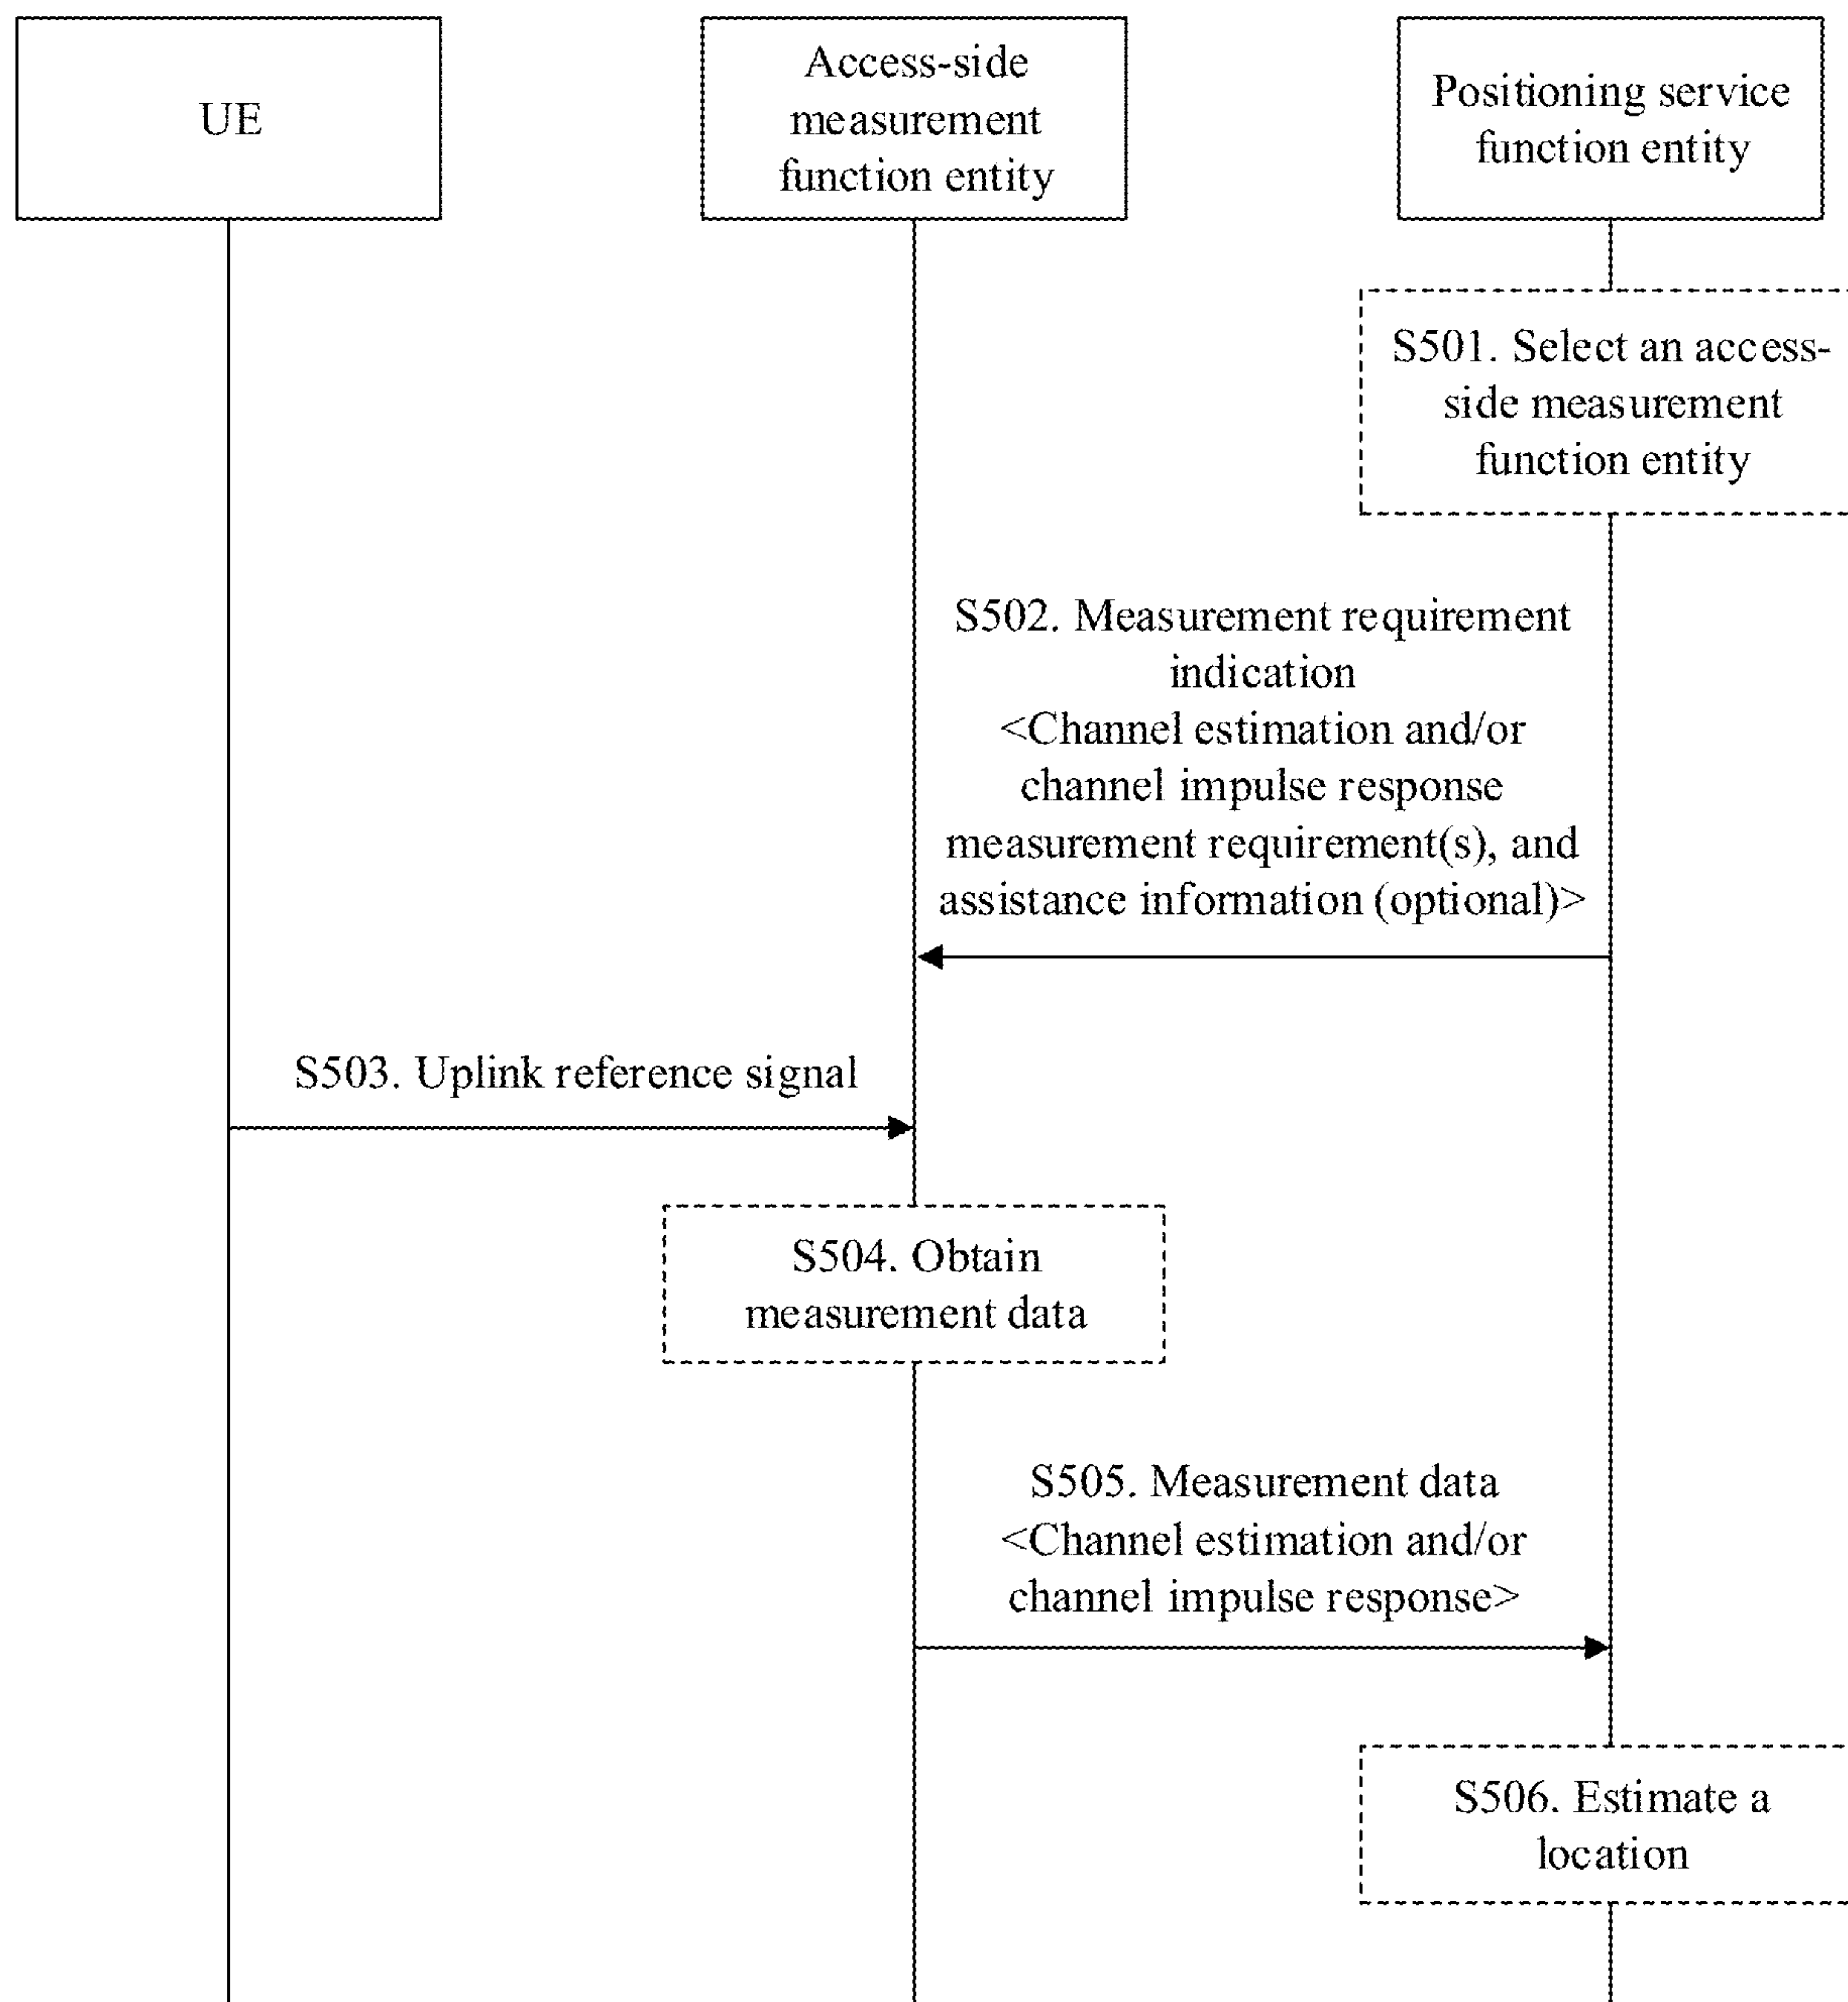 UE
Access-side
measurement
function entity
Positioning service
function entity
S501. Select an access-
side measurement
function entity
S502. Measurement requirement
indication
<Channel estimation and/or
channel impulse response
measurement requirement(s), and
assistance information (optional)>
S503. Uplink reference signal
S504. Obtain
measurement data
S505. Measurement data
<Channel estimation and/or
channel impulse response>
S506. Estimate a
location